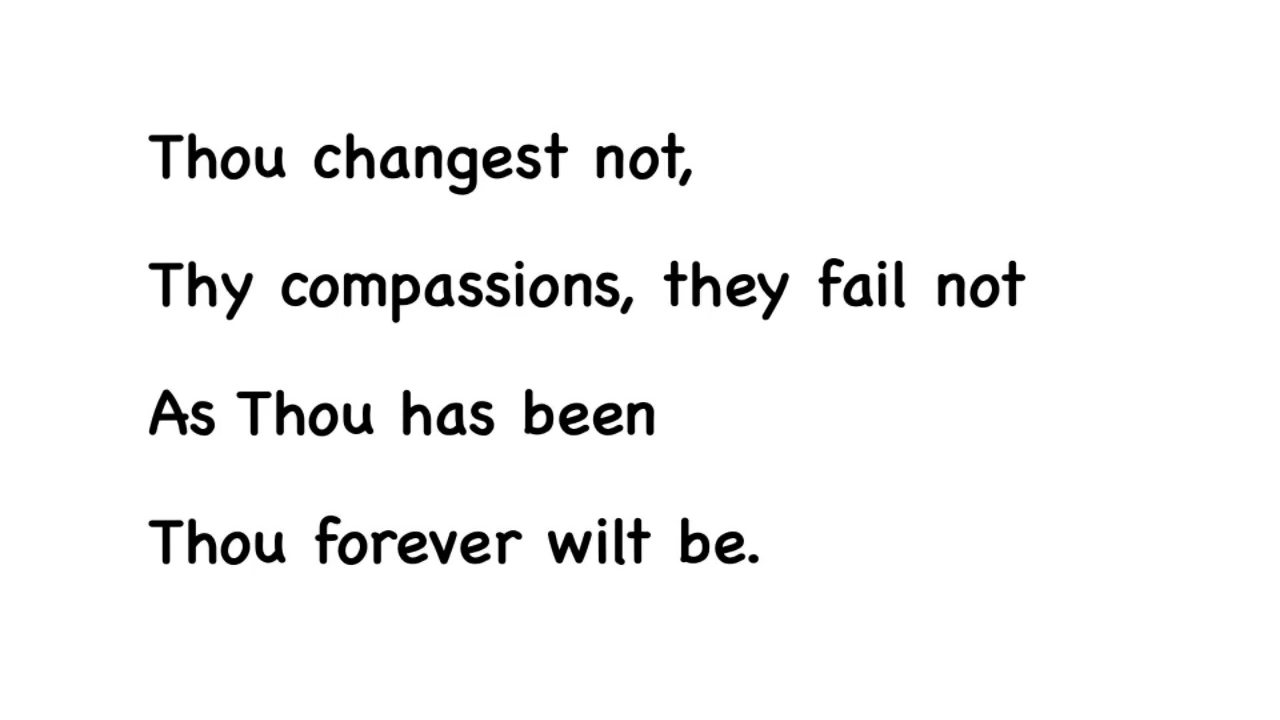 Thou changest not,
Thy compassions, they fail not
As Thou has been
Thou forever wilt be.